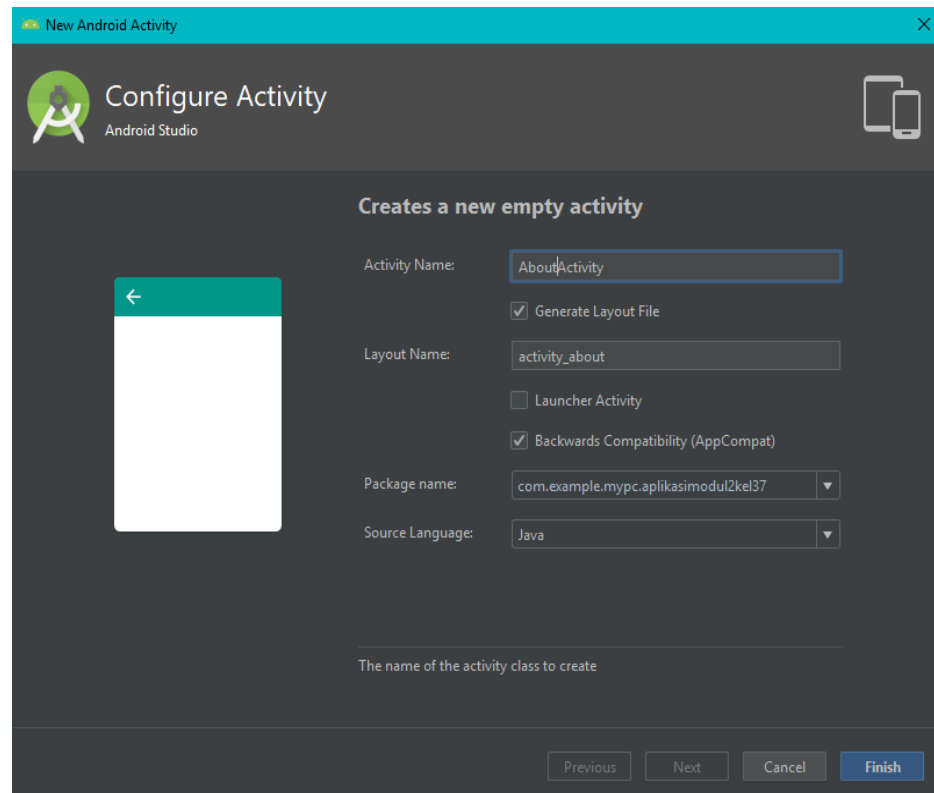 New Android Activity
Configure Activity
Android Studio
Creates a new empty activity
Activity Name:
AboutActivity
Generate Layout File
Layout Name:
activity_about
Launcher Activity
Backwards Compatibility (AppCompat)
Package name:
com.example.mypc.aplikasimodul2kel37
Source Language:
Java
The name of the activity class to create
Previous
Next
Cancel
Finish